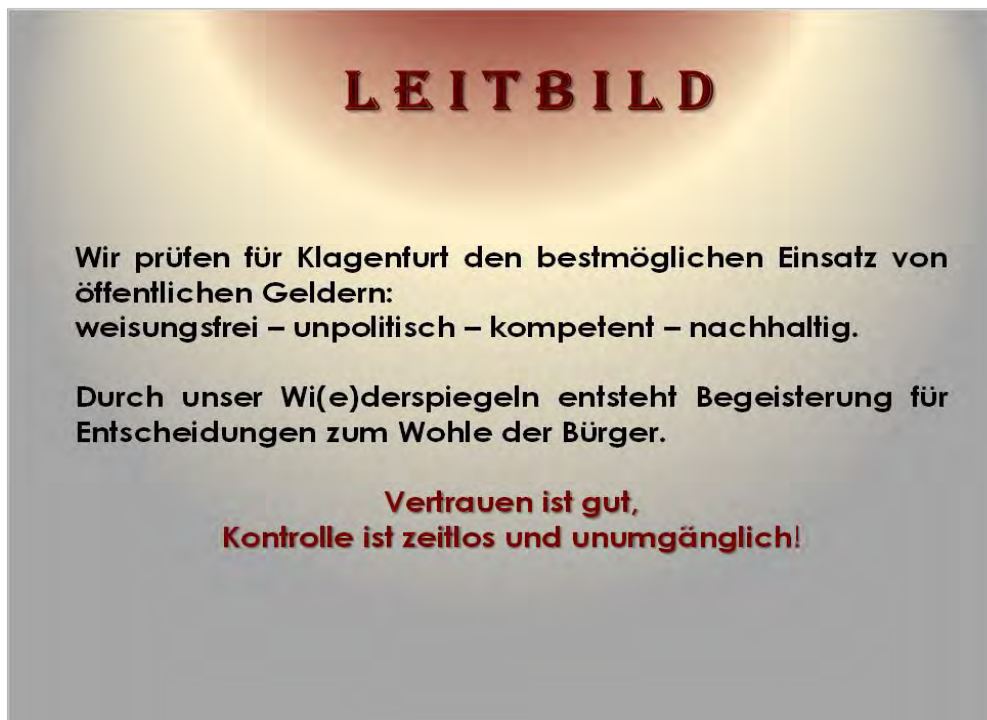 LEITBILD
Wir prüfen für Klagenfurt den bestmöglichen Einsatz von
öffentlichen Geldern:
weisungsfrei – unpolitisch – kompetent – nachhaltig.
Durch unser Wi(e)derspiegeln entsteht Begeisterung für
Entscheidungen zum Wohle der Bürger.
Vertrauen ist gut,
Kontrolle ist zeitlos und unumgänglich!